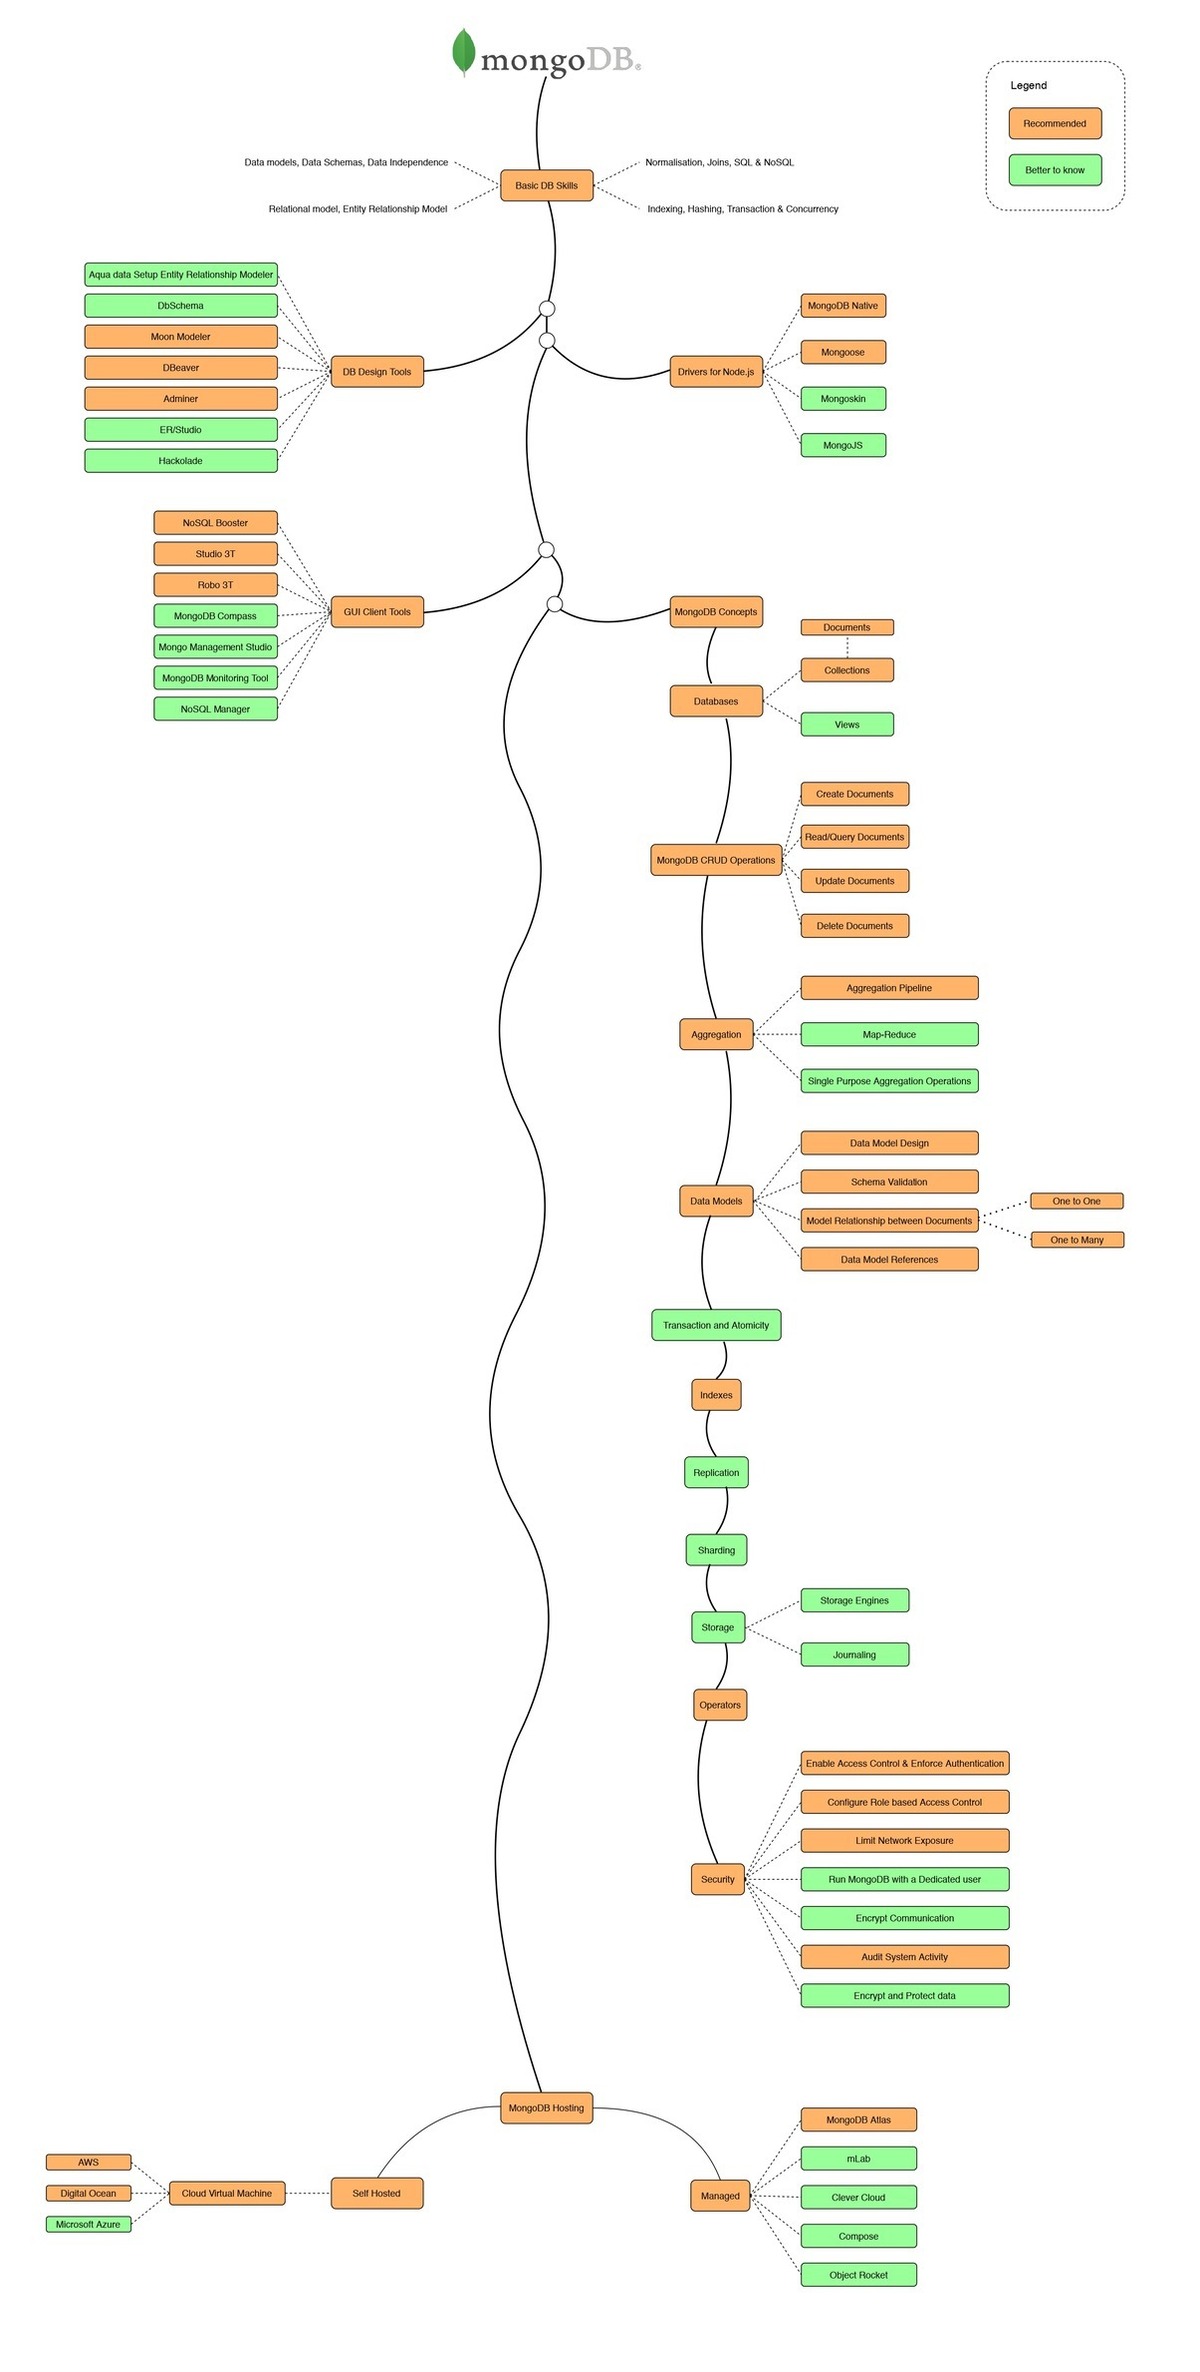 mongoDB®
Legend
Recommended
Better to know
Data models, Data Schemas, Data Independence
Normalisation, Joins, SQL & NoSQL
Basic DB Skills
Relational model, Entity Relationship Model
Indexing, Hashing, Transaction & Concurrency
Aqua data Setup Entity Relationship Modeler
DbSchema
Moon Modeler
DBeaver
Adminer
ER/Studio
Hackolade
DB Design Tools
Drivers for Node.js
MongoDB Native
Mongoose
Mongoskin
MongoJS
NoSQL Booster
Studio 3T
Robo 3T
MongoDB Compass
Mongo Management Studio
MongoDB Monitoring Tool
NoSQL Manager
GUI Client Tools
MongoDB Concepts
Documents
Collections
Databases
Views
Create Documents
Read/Query Documents
MongoDB CRUD Operations
Update Documents
Delete Documents
Aggregation Pipeline
Aggregation
Map-Reduce
Single Purpose Aggregation Operations
Data Model Design
Schema Validation
Data Models
Model Relationship between Documents
One to One
One to Many
Data Model References
Transaction and Atomicity
Indexes
Replication
Sharding
Storage
Storage Engines
Journaling
Operators
Enable Access Control & Enforce Authentication
Configure Role based Access Control
Limit Network Exposure
Security
Run MongoDB with a Dedicated user
Encrypt Communication
Audit System Activity
Encrypt and Protect data
MongoDB Hosting
AWS
Digital Ocean
Microsoft Azure
Cloud Virtual Machine
Self Hosted
Managed
MongoDB Atlas
mLab
Clever Cloud
Compose
Object Rocket